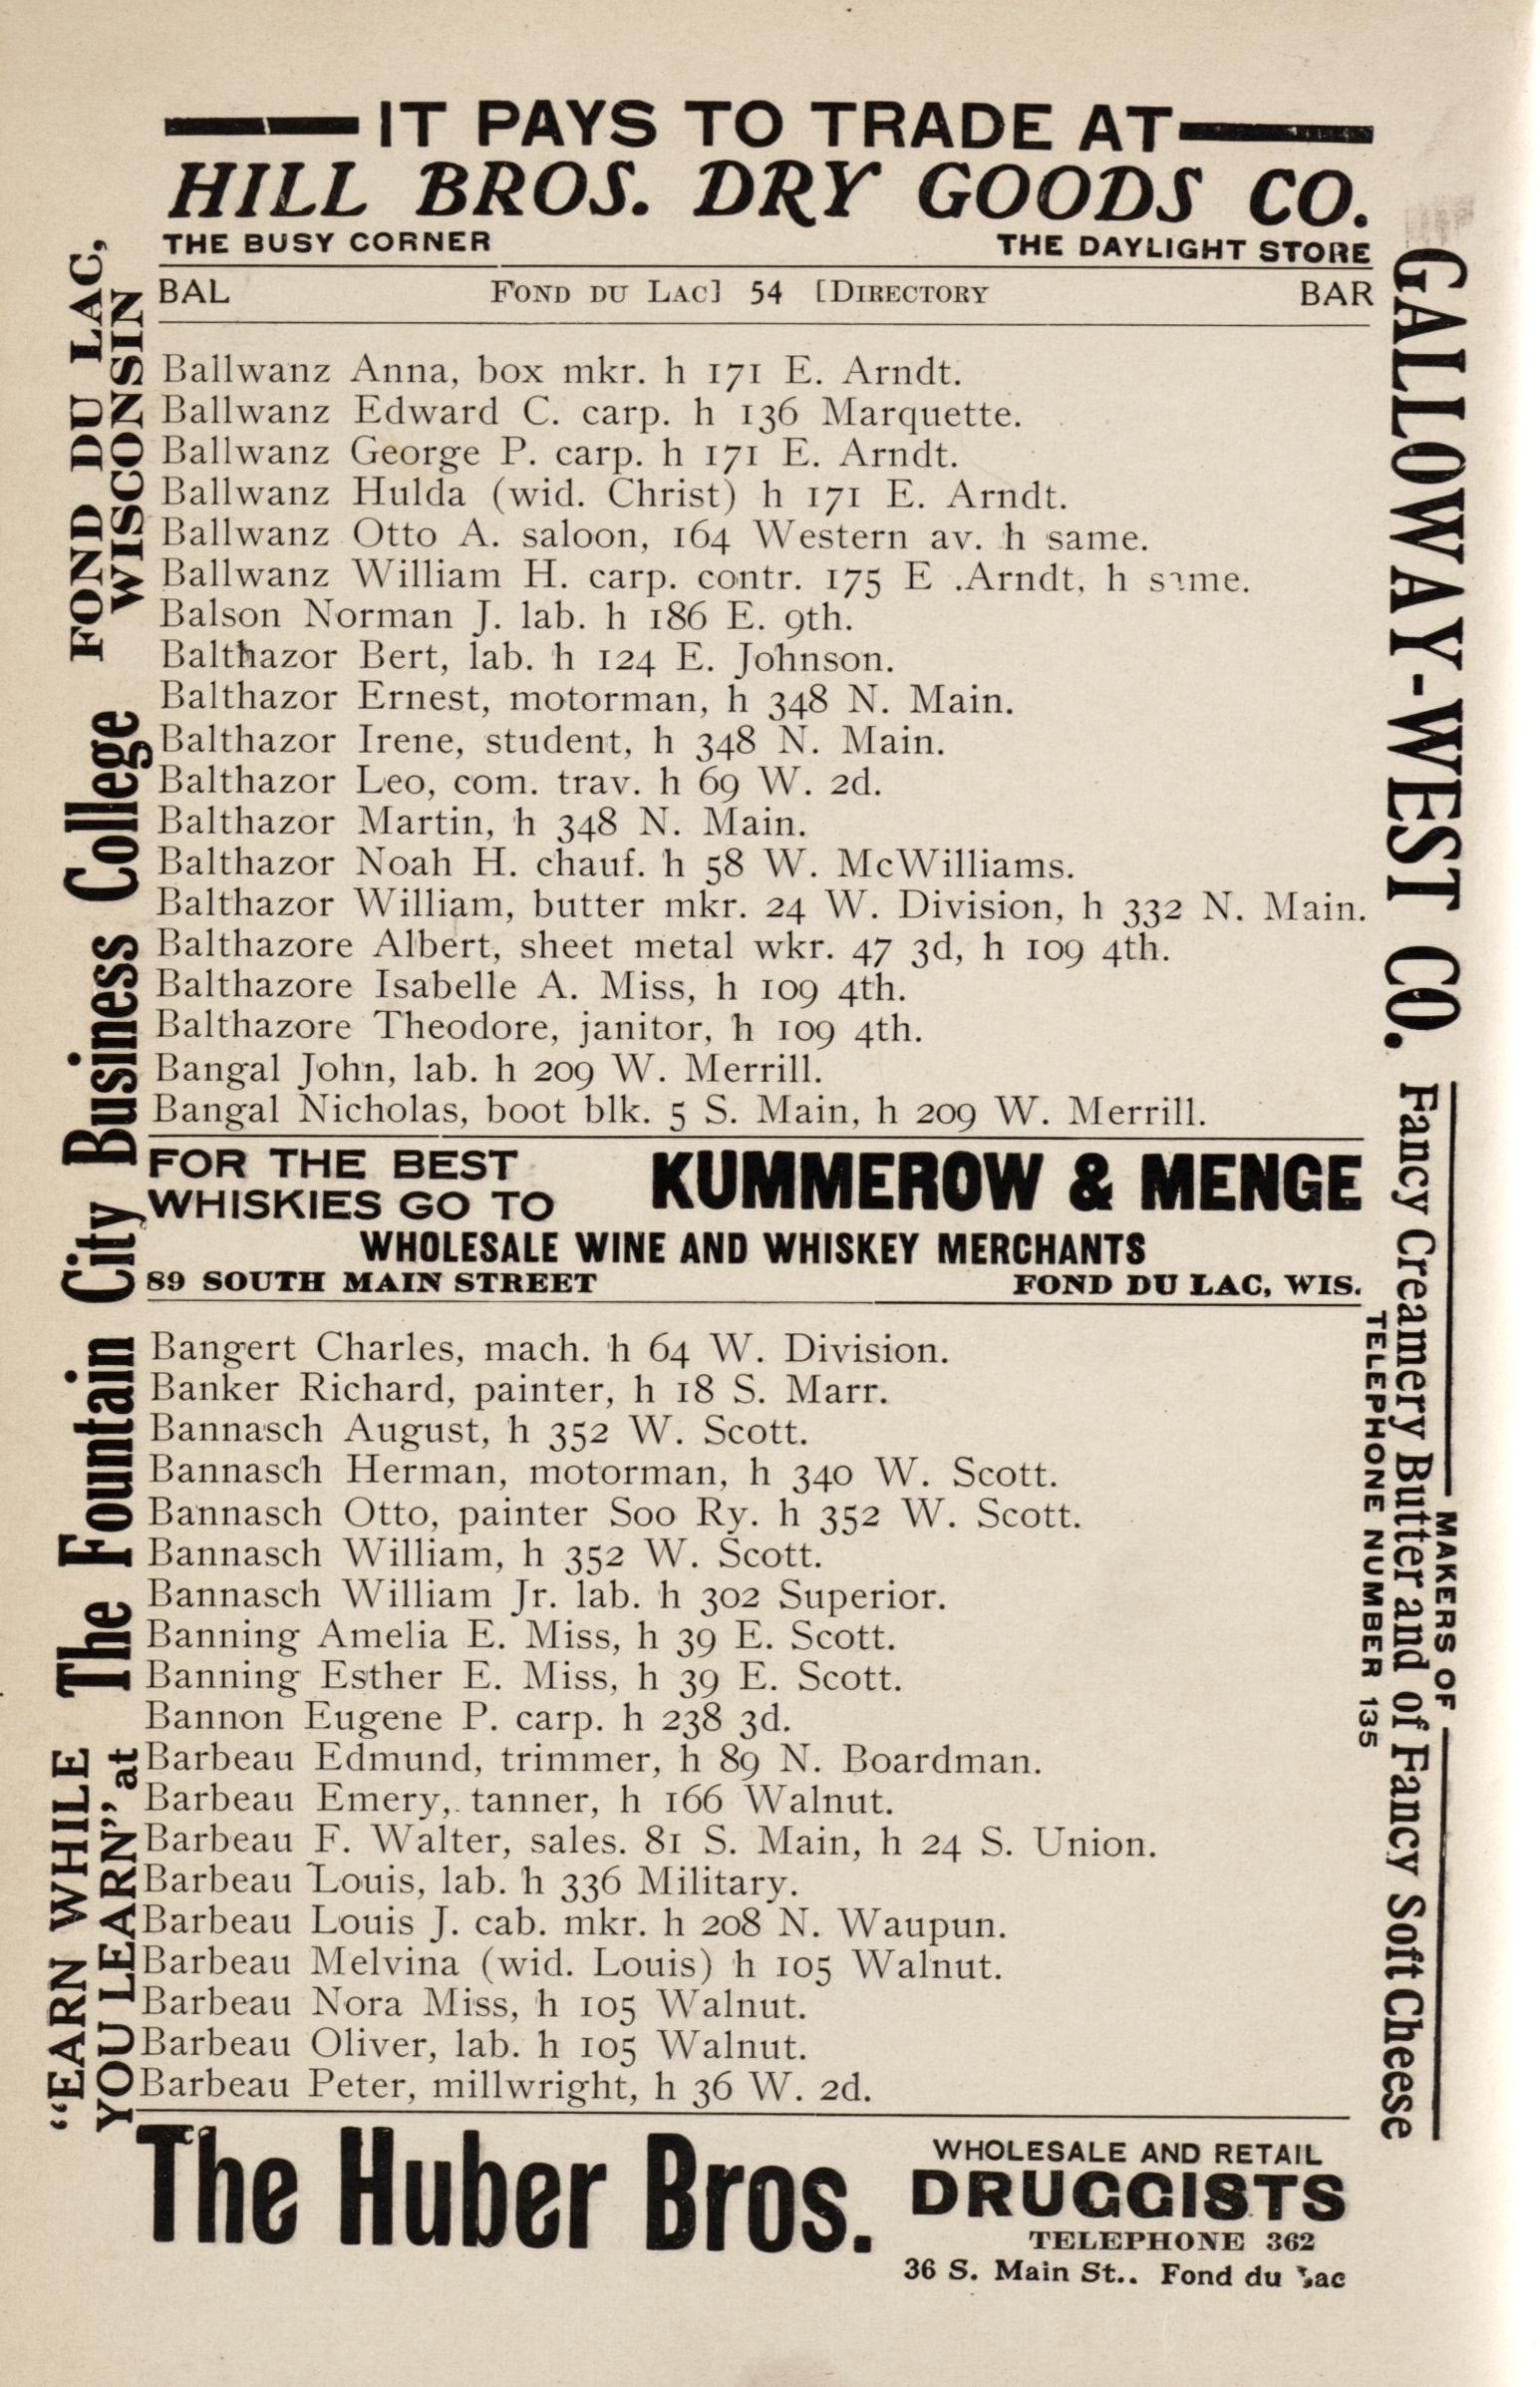 IT PAYS TO TRADE AT
HILL BROS. DRY GOODS CO.
THE BUSY CORNER THE DAYLIGHT STORE
BAL FOND DU LAC] 54 [DIRECTORY BAR
Ballwanz Anna, box mkr. h 171 E. Arndt.
Ballwanz Edward C. carp. h 136 Marquette.
Ballwanz George P. carp. h 171 E. Arndt.
Ballwanz Hulda (wid. Christ) h 171 E. Arndt.
Ballwanz Otto A. saloon, 164 Western av. h same.
Ballwanz William H. carp. contr. 175 E .Arndt, h same.
Balson Norman J. lab. h 186 E. 9th.
Balthazor Bert, lab. h 124 E. Johnson.
Balthazor Ernest, motorman, h 348 N. Main.
Balthazor Irene, student, h 348 N. Main.
Balthazor Leo, com. trav. h 69 W. 2d.
Balthazor Martin, h 348 N. Main.
Balthazor Noah H. chauf. h 58 W. McWilliams.
Balthazor William, butter mkr. 24 W. Division, h 332 N. Main.
Balthazore Albert, sheet metal wkr. 47 3d, h 109 4th.
Balthazore Isabelle A. Miss, h 109 4th.
Balthazore Theodore, janitor, h 109 4th.
Bangal John, lab. h 209 W. Merrill.
Bangal Nicholas, boot blk. 5 S. Main, h 209 W. Merrill.
FOR THE BEST
WHISKIES GO TO KUMMEROW & MENGE
WHOLESALE WINE AND WHISKEY MERCHANTS
89 SOUTH MAIN STREET FOND DU LAC, WIS.
Bangert Charles, mach. h 64 W. Division.
Banker Richard, painter, h 18 S. Marr.
Bannasch August, h 352 W. Scott.
Bannasch Herman, motorman, h 340 W. Scott.
Bannasch Otto, painter Soo Ry. h 352 W. Scott.
Bannasch William, h 352 W. Scott.
Bannasch William Jr. lab. h 302 Superior.
Banning Amelia E. Miss, h 39 E. Scott.
Banning Esther E. Miss, h 39 E. Scott.
Bannon Eugene P. carp. h 238 3d.
Barbeau Edmund, trimmer, h 89 N. Boardman.
Barbeau Emery, tanner, h 166 Walnut.
Barbeau F. Walter, sales. 81 S. Main, h 24 S. Union.
Barbeau Louis, lab. h 336 Military.
Barbeau Louis J. cab. mkr. h 208 N. Waupun.
Barbeau Melvina (wid. Louis) h 105 Walnut.
Barbeau Nora Miss, h 105 Walnut.
Barbeau Oliver, lab. h 105 Walnut.
Barbeau Peter, millwright, h 36 W. 2d.
The Huber Bros.
WHOLESALE AND RETAIL
DRUGGISTS
TELEPHONE 362
36 S. Main St.. Fond du Lac
"EARN WHILE
YOU LEARN" at
The Fountain City Business College
FOND DU LAC,
WISCONSIN
GALLOWAY-WEST CO.
MAKERS OF
Fancy Creamery Butter and of Fancy Soft Cheese
TELEPHONE NUMBER 135